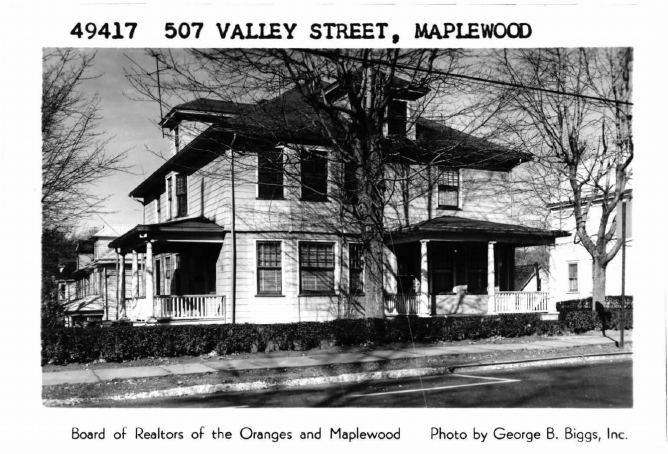 49417 507 VALLEY STREET, MAPLEWOOD
Board of Realtors of the Oranges and Maplewood Photo by George B. Biggs, Inc.